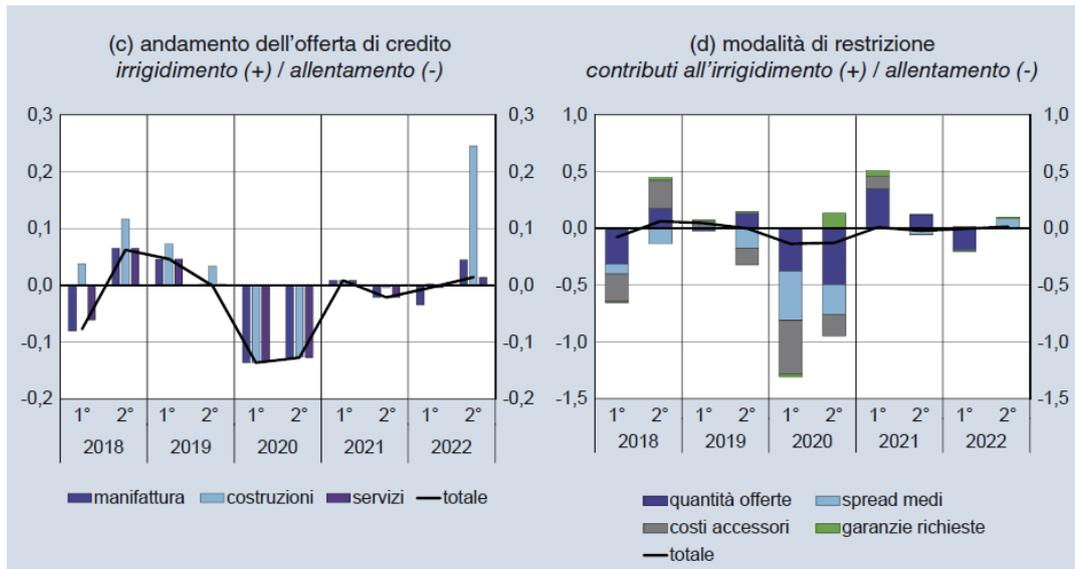 (c) andamento dell'offerta di credito
irrigidimento (+) / allentamento (-)
0,3
0,2
0,1
0,0
-0,1
-0,2
0,3
0,2
0,1
0,0
-0,1
-0,2
1° 2° 1° 2° 1° 2° 1° 2° 1° 2°
2018 2019 2020 2021 2022
manifattura costruzioni servizi totale
(d) modalità di restrizione
contributi all'irrigidimento (+) / allentamento (-)
1,0
0,5
0,0
-0,5
-1,0
-1,5
1,0
0,5
0,0
-0,5
-1,0
-1,5
1° 2° 1° 2° 1° 2° 1° 2° 1° 2°
2018 2019 2020 2021 2022
quantità offerte spread medi
costi accessori garanzie richieste
totale